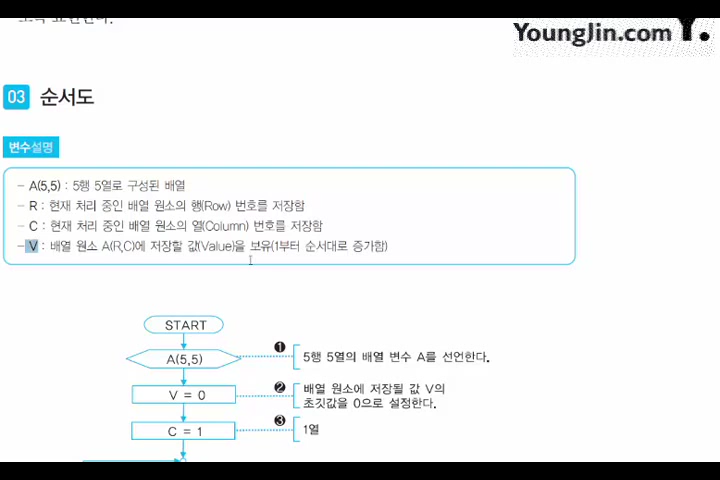 YoungJin.com Y.
03 순서도
변수설명
- A(5,5) : 5행 5열로 구성된 배열
- R : 현재 처리 중인 배열 원소의 행(Row) 번호를 저장함
- C : 현재 처리 중인 배열 원소의 열(Column) 번호를 저장함
- V : 배열 원소 A(R,C)에 저장할 값(Value)을 보유(1부터 순서대로 증가함)
START
A(5,5)
❶
5행 5열의 배열 변수 A를 선언한다.
V = 0
❷
배열 원소에 저장될 값 V의
초깃값을 0으로 설정한다.
C = 1
❸
1열